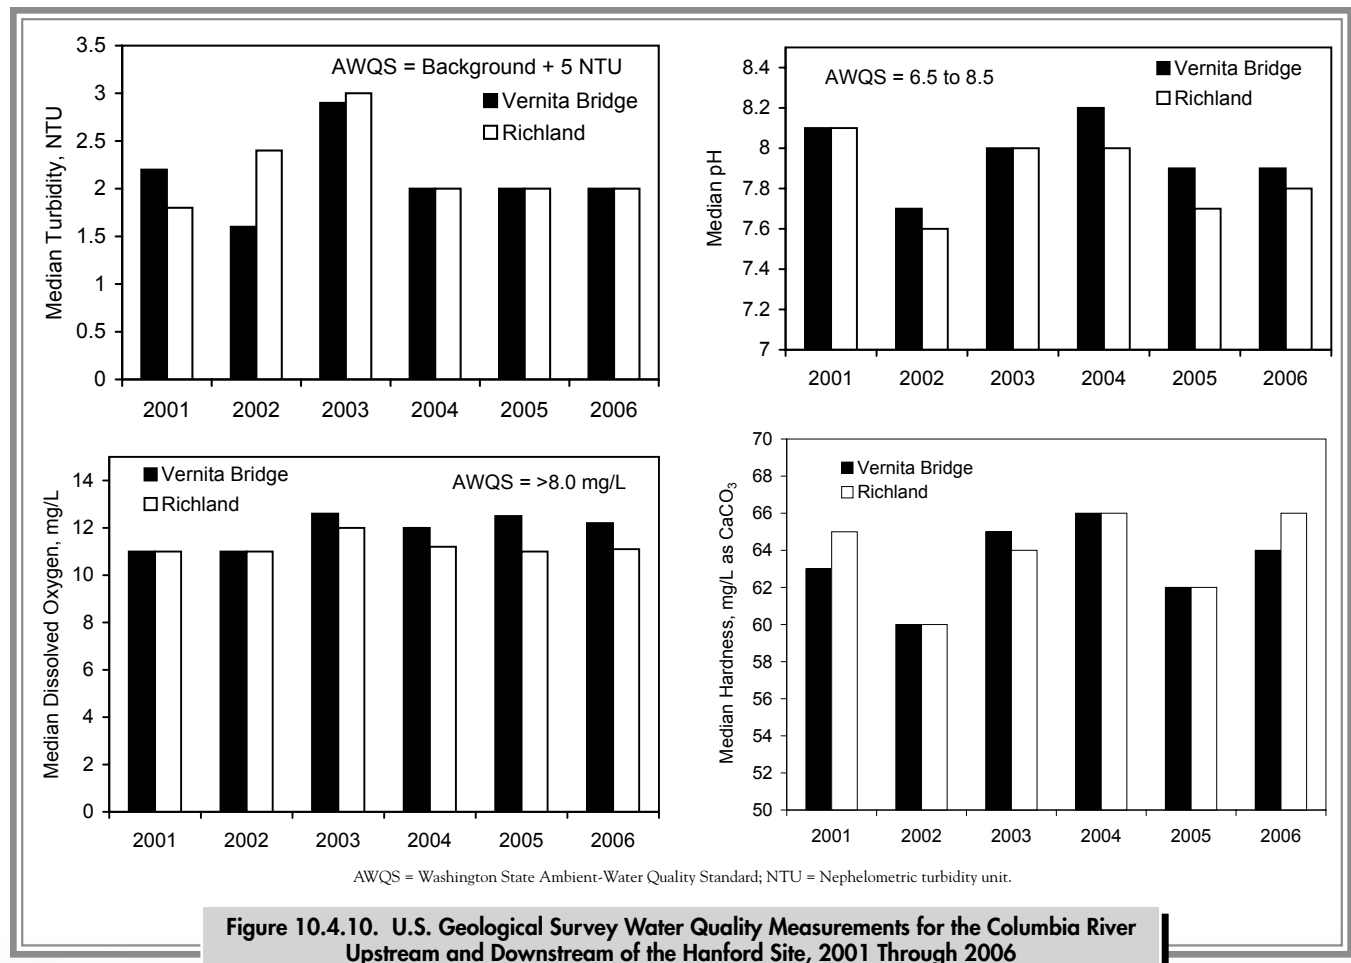 AWQS = Background + 5 NTU
Vernita Bridge
Richland
Median Turbidity, NTU
3.5
3
2.5
2
1.5
1
0.5
0
2001 2002 2003 2004 2005 2006
AWQS = 6.5 to 8.5
Vernita Bridge
Richland
Median pH
8.4
8.2
8
7.8
7.6
7.4
7.2
7
2001 2002 2003 2004 2005 2006
Vernita Bridge
Richland
AWQS = >8.0 mg/L
Median Dissolved Oxygen, mg/L
14
12
10
8
6
4
2
0
2001 2002 2003 2004 2005 2006
Vernita Bridge
Richland
Median Hardness, mg/L as CaCO₃
70
68
66
64
62
60
58
56
54
52
50
2001 2002 2003 2004 2005 2006
AWQS = Washington State Ambient-Water Quality Standard; NTU = Nephelometric turbidity unit.
Figure 10.4.10. U.S. Geological Survey Water Quality Measurements for the Columbia River
Upstream and Downstream of the Hanford Site, 2001 Through 2006